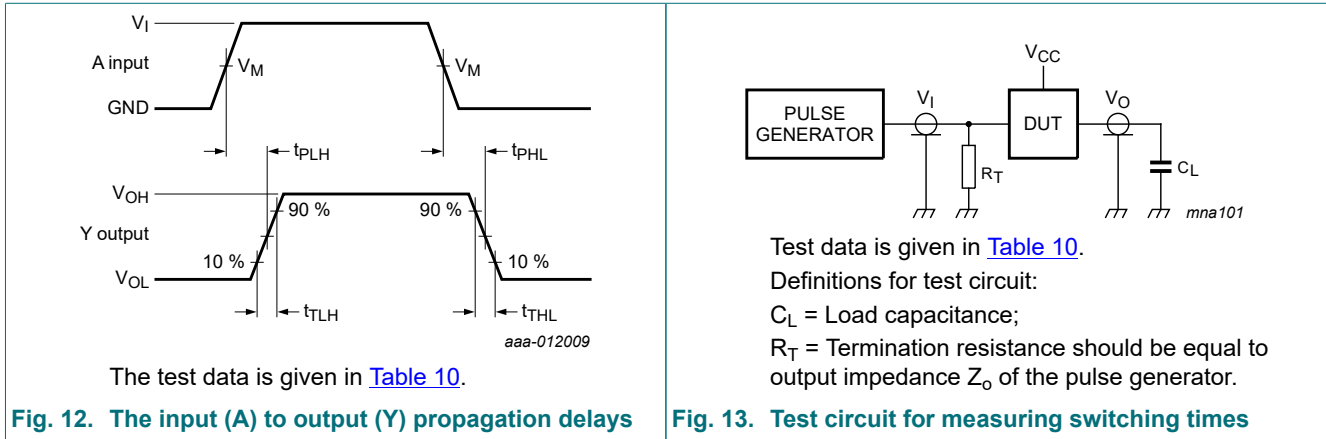 V_I
A input
V_M
V_M
GND
t_PLH
t_PHL
V_OH
90 %
90 %
Y output
10 %
10 %
V_OL
t_TLH
t_THL
aaa-012009
The test data is given in Table 10.
Fig. 12. The input (A) to output (Y) propagation delays
V_CC
V_I
V_O
PULSE
GENERATOR
DUT
R_T
C_L
mna101
Test data is given in Table 10.
Definitions for test circuit:
C_L = Load capacitance;
R_T = Termination resistance should be equal to
output impedance Z_o of the pulse generator.
Fig. 13. Test circuit for measuring switching times